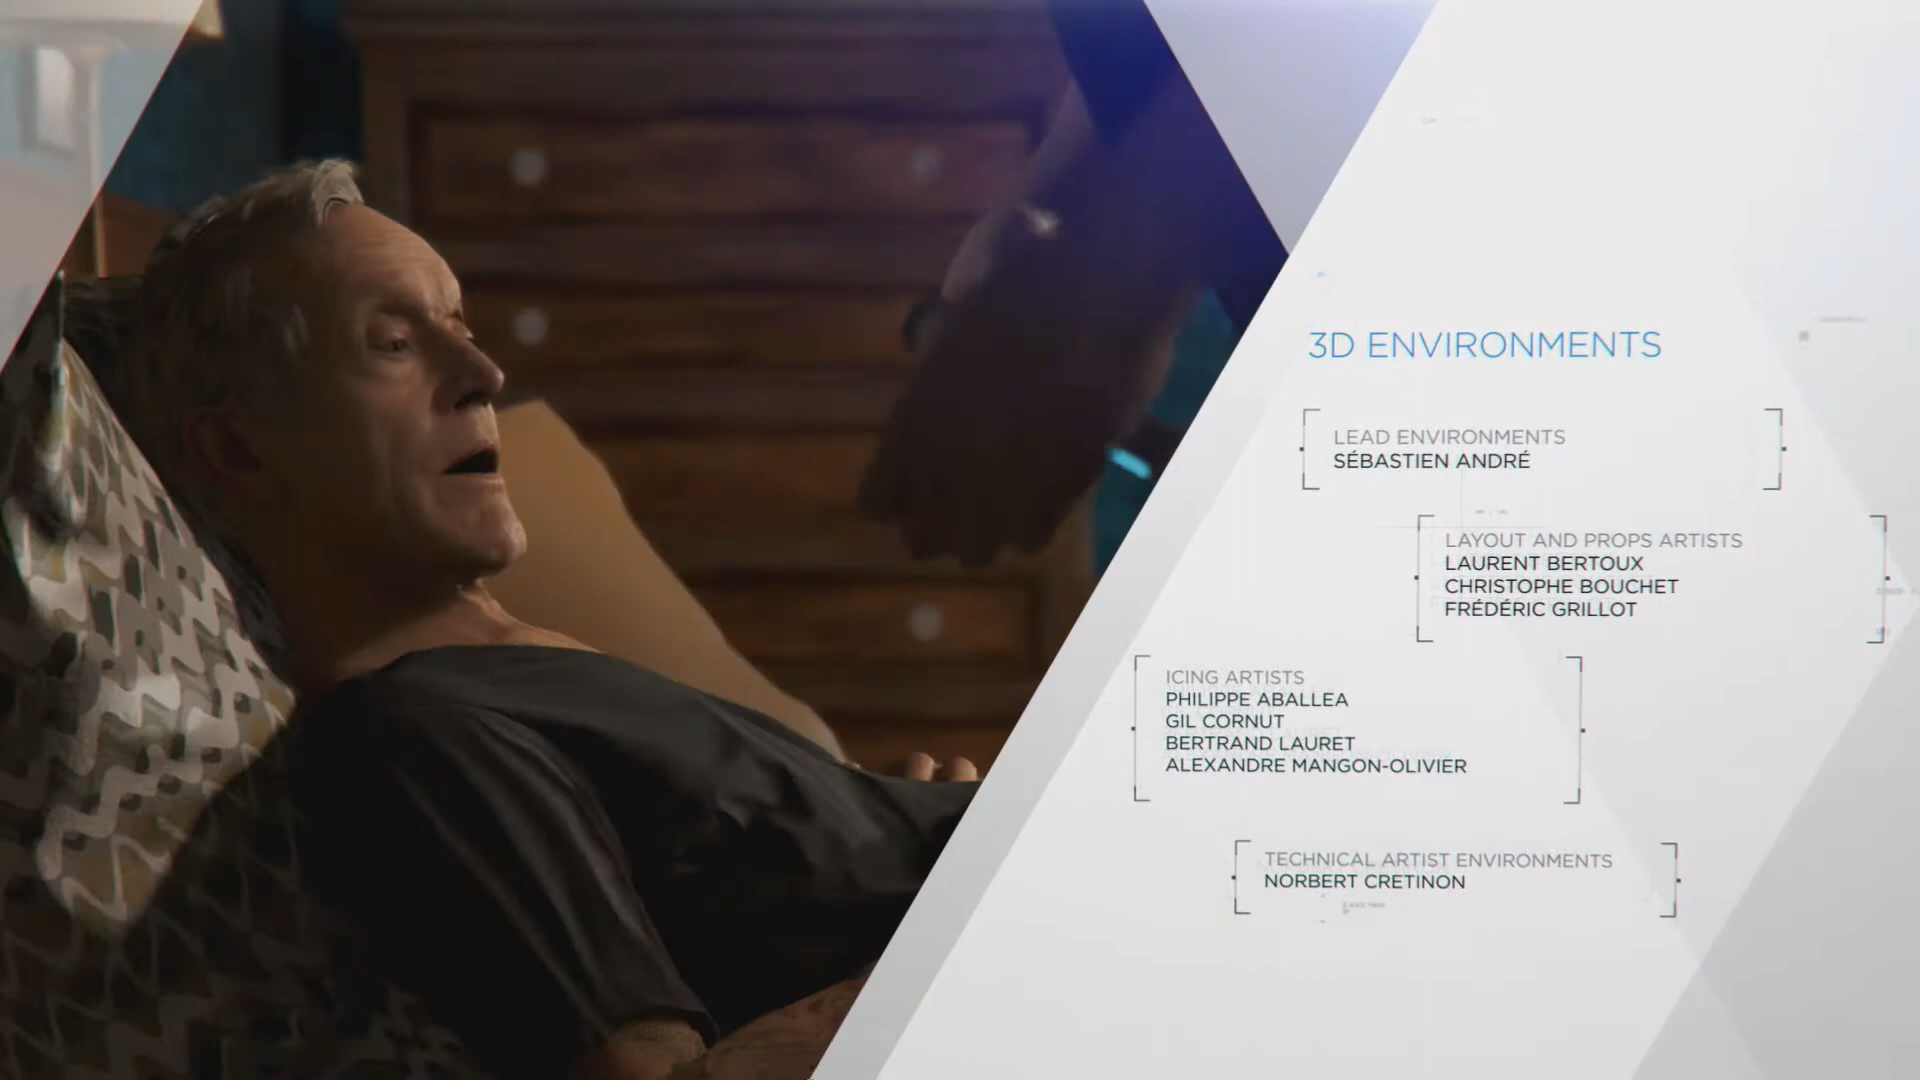 3D ENVIRONMENTS
LEAD ENVIRONMENTS
SÉBASTIEN ANDRÉ
LAYOUT AND PROPS ARTISTS
LAURENT BERTOUX
CHRISTOPHE BOUCHET
FRÉDÉRIC GRILLOT
ICING ARTISTS
PHILIPPE ABALLEA
GIL CORNUT
BERTRAND LAURET
ALEXANDRE MANGON-OLIVIER
TECHNICAL ARTIST ENVIRONMENTS
NORBERT CRETINON